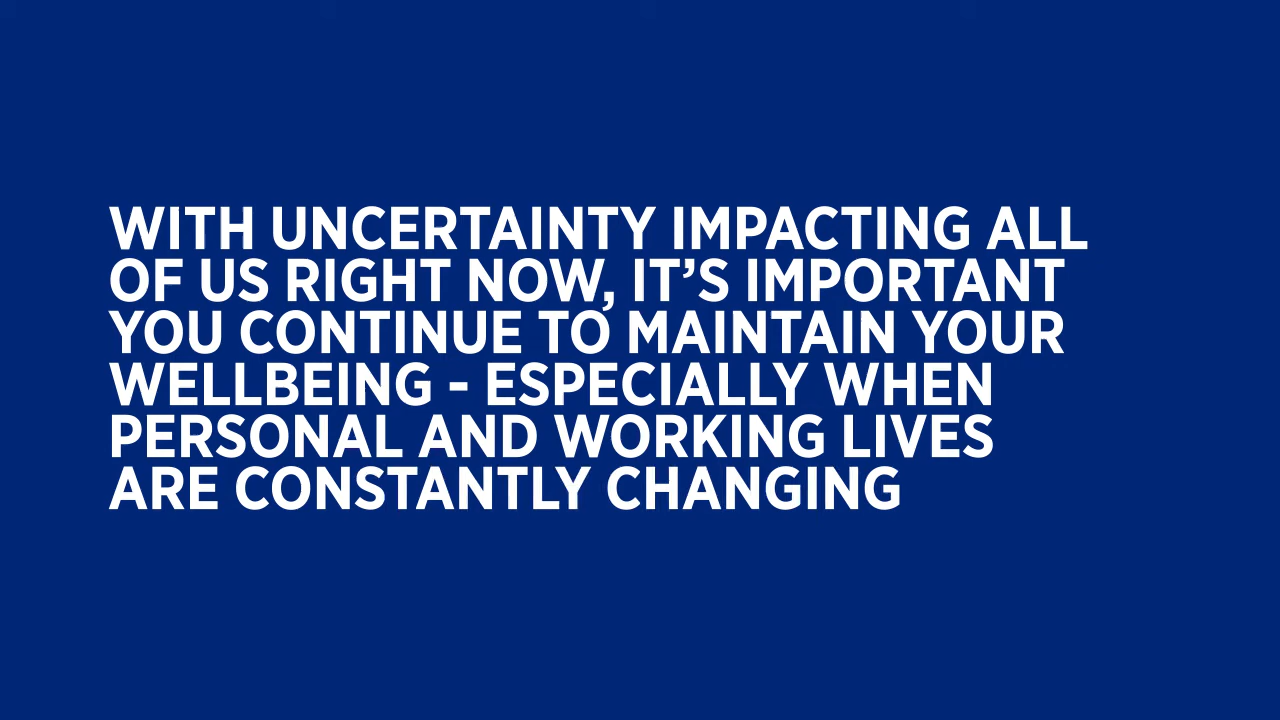 WITH UNCERTAINTY IMPACTING ALL
OF US RIGHT NOW, IT’S IMPORTANT
YOU CONTINUE TO MAINTAIN YOUR
WELLBEING - ESPECIALLY WHEN
PERSONAL AND WORKING LIVES
ARE CONSTANTLY CHANGING